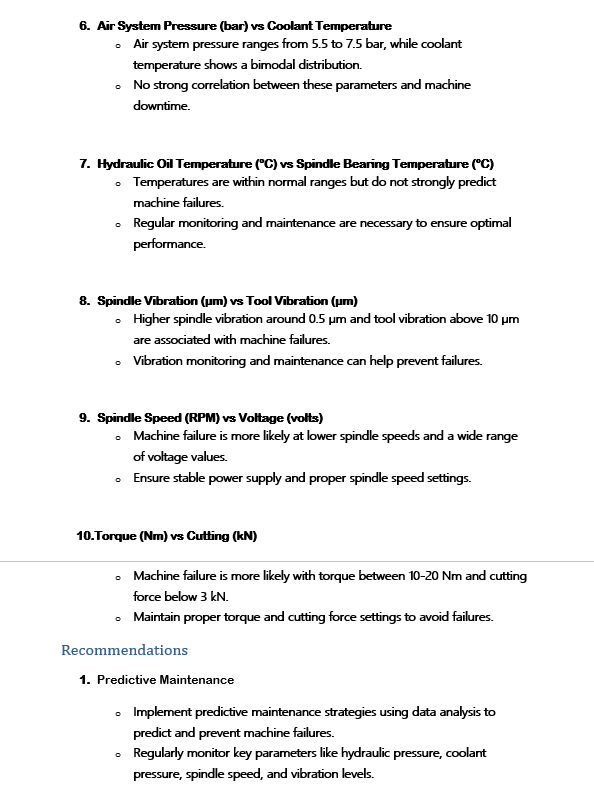 6. Air System Pressure (bar) vs Coolant Temperature
o Air system pressure ranges from 5.5 to 7.5 bar, while coolant
temperature shows a bimodal distribution.
o No strong correlation between these parameters and machine
downtime.
7. Hydraulic Oil Temperature (°C) vs Spindle Bearing Temperature (°C)
o Temperatures are within normal ranges but do not strongly predict
machine failures.
o Regular monitoring and maintenance are necessary to ensure optimal
performance.
8. Spindle Vibration (μm) vs Tool Vibration (μm)
o Higher spindle vibration around 0.5 μm and tool vibration above 10 μm
are associated with machine failures.
o Vibration monitoring and maintenance can help prevent failures.
9. Spindle Speed (RPM) vs Voltage (volts)
o Machine failure is more likely at lower spindle speeds and a wide range
of voltage values.
o Ensure stable power supply and proper spindle speed settings.
10.Torque (Nm) vs Cutting (kN)
o Machine failure is more likely with torque between 10-20 Nm and cutting
force below 3 kN.
o Maintain proper torque and cutting force settings to avoid failures.
Recommendations
1. Predictive Maintenance
o Implement predictive maintenance strategies using data analysis to
predict and prevent machine failures.
o Regularly monitor key parameters like hydraulic pressure, coolant
pressure, spindle speed, and vibration levels.